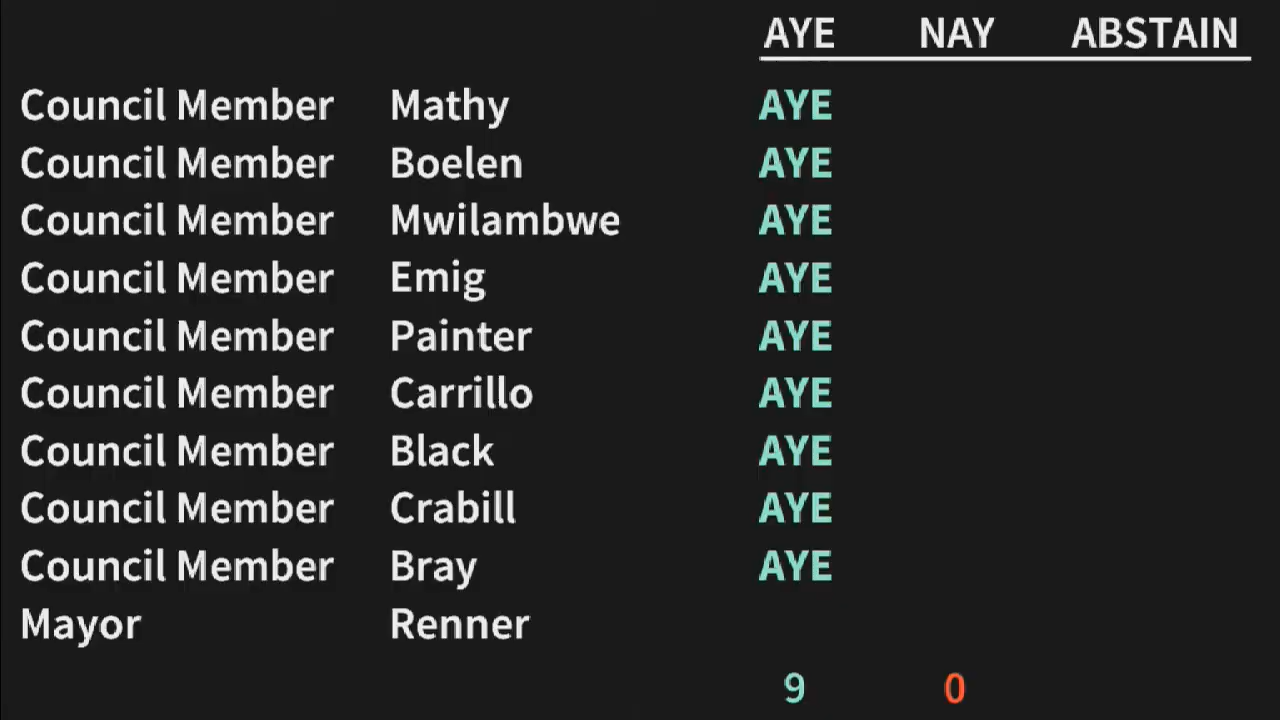 AYE NAY ABSTAIN
Council Member Mathy AYE
Council Member Boelen AYE
Council Member Mwilambwe AYE
Council Member Emig AYE
Council Member Painter AYE
Council Member Carrillo AYE
Council Member Black AYE
Council Member Crabill AYE
Council Member Bray AYE
Mayor Renner
9 0